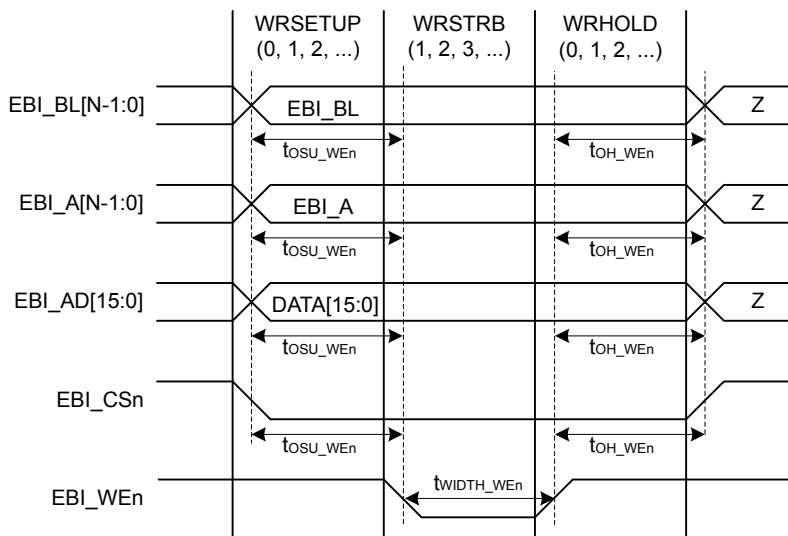 WRSETUP WRSTRB WRHOLD
(0, 1, 2, ...) (1, 2, 3, ...) (0, 1, 2, ...)
EBI_BL[N-1:0] EBI_BL Z
tOSU_WEn tOH_WEn
EBI_A[N-1:0] EBI_A Z
tOSU_WEn tOH_WEn
EBI_AD[15:0] DATA[15:0] Z
tOSU_WEn tOH_WEn
EBI_CSn
tOSU_WEn tOH_WEn
EBI_WEn tWIDTH_WEn